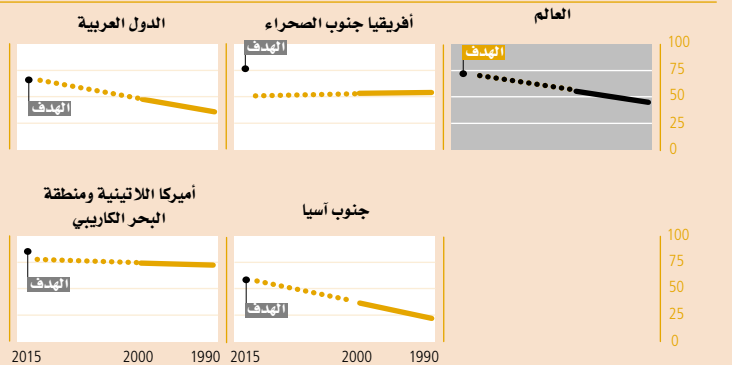 العالم
أفريقيا جنوب الصحراء
الدول العربية
100
75
50
25
0
الهدف
الهدف
الهدف
جنوب آسيا
أميركا اللاتينية ومنطقة
البحر الكاريبي
100
75
50
25
0
الهدف
الهدف
1990 2000 2015
1990 2000 2015